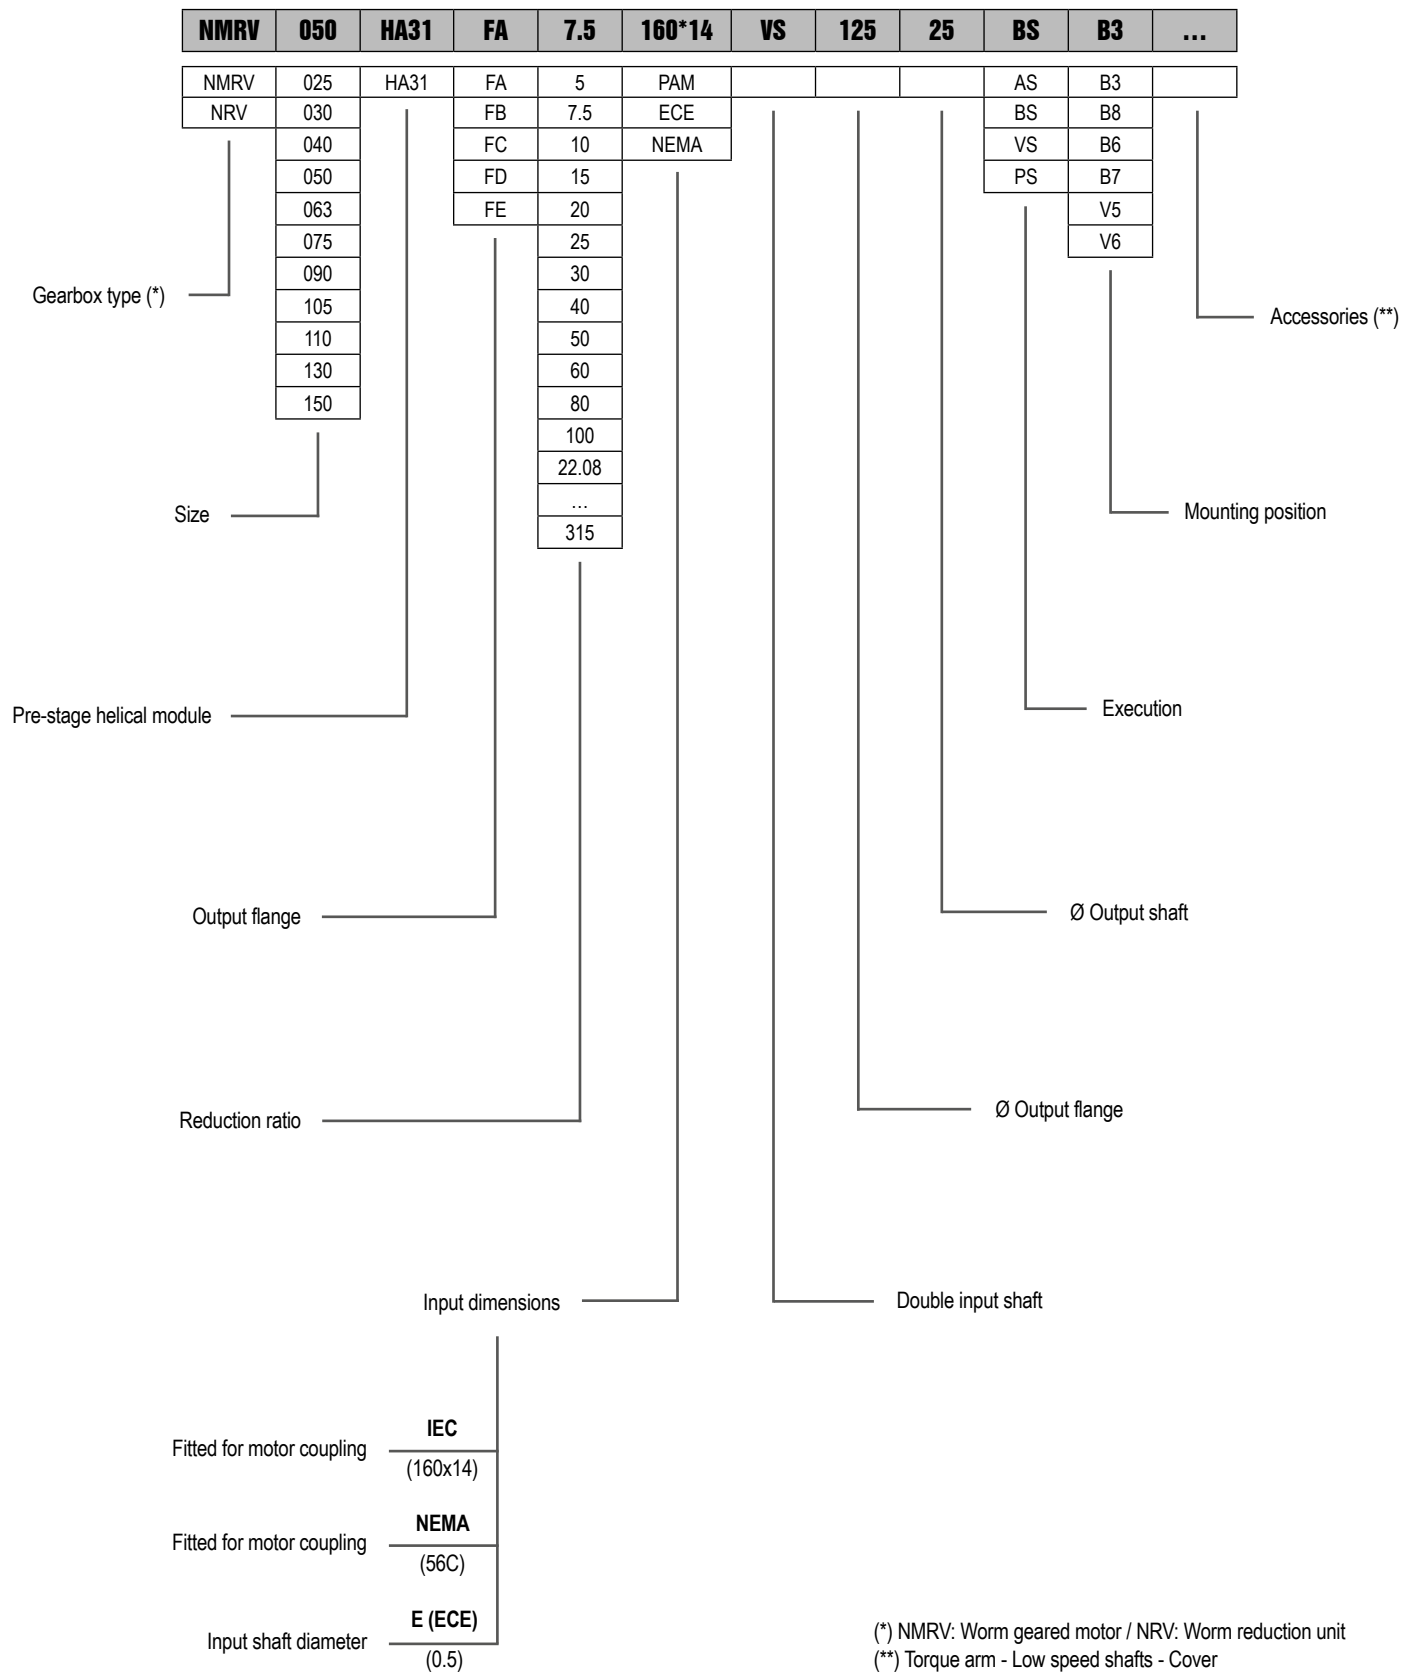 NMRV 050 HA31 FA 7.5 160*14 VS 125 25 BS B3 ...
NMRV 025 HA31 FA 5 PAM AS B3
NRV 030 FB 7.5 ECE BS B8
040 FC 10 NEMA VS B6
050 FD 15 PS B7
063 FE 20 V5
075 25 V6
090 30
Gearbox type (*)
105 40
Accessories (**)
110 50
130 60
150 80
100
22.08
...
Size
Mounting position
315
Pre-stage helical module
Execution
Output flange
Ø Output shaft
Reduction ratio
Ø Output flange
Input dimensions
Double input shaft
IEC
Fitted for motor coupling
(160x14)
NEMA
Fitted for motor coupling
(56C)
E (ECE)
Input shaft diameter
(0.5)
(*) NMRV: Worm geared motor / NRV: Worm reduction unit
(**) Torque arm - Low speed shafts - Cover